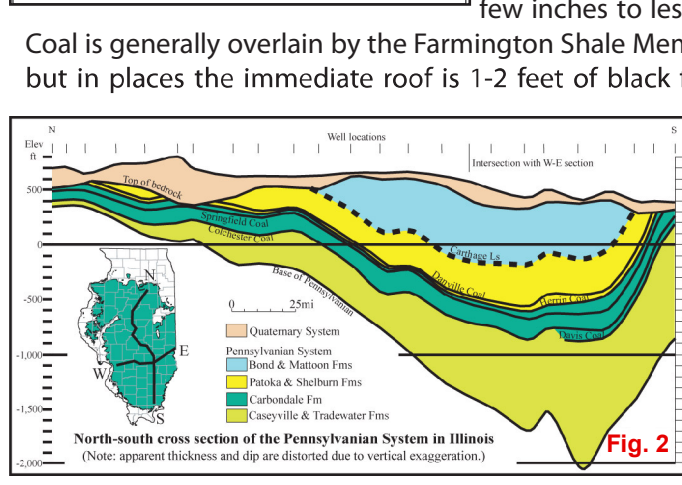 few inches to les
Coal is generally overlain by the Farmington Shale Mem
but in places the immediate roof is 1-2 feet of black f
N
S
Elev
ft
Well locations
Intersection with W-E section
Top of bedrock
500
Springfield Coal
Colchester Coal
0
Carthage Ls
Base of Pennsylvanian
Danville Coal
Herrin Coal
Davis Coal
-500
-1,000
-1,500
-2,000
0 25mi
N
E
W
S
Quaternary System
Pennsylvanian System
Bond & Mattoon Fms
Patoka & Shelburn Fms
Carbondale Fm
Caseyville & Tradewater Fms
North-south cross section of the Pennsylvanian System in Illinois
(Note: apparent thickness and dip are distorted due to vertical exaggeration.)
Fig. 2